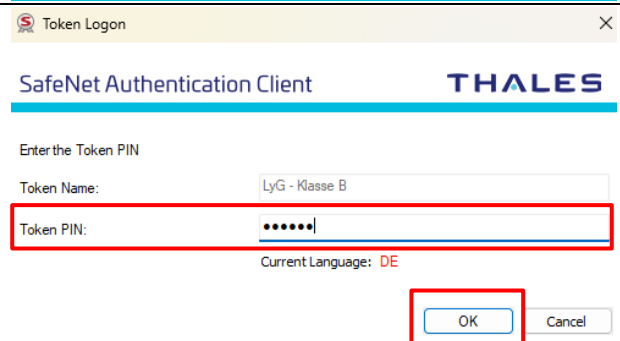 Token Logon
SafeNet Authentication Client THALES
Enter the Token PIN
Token Name: LyG - Klasse B
Token PIN: ••••••
Current Language: DE
OK Cancel